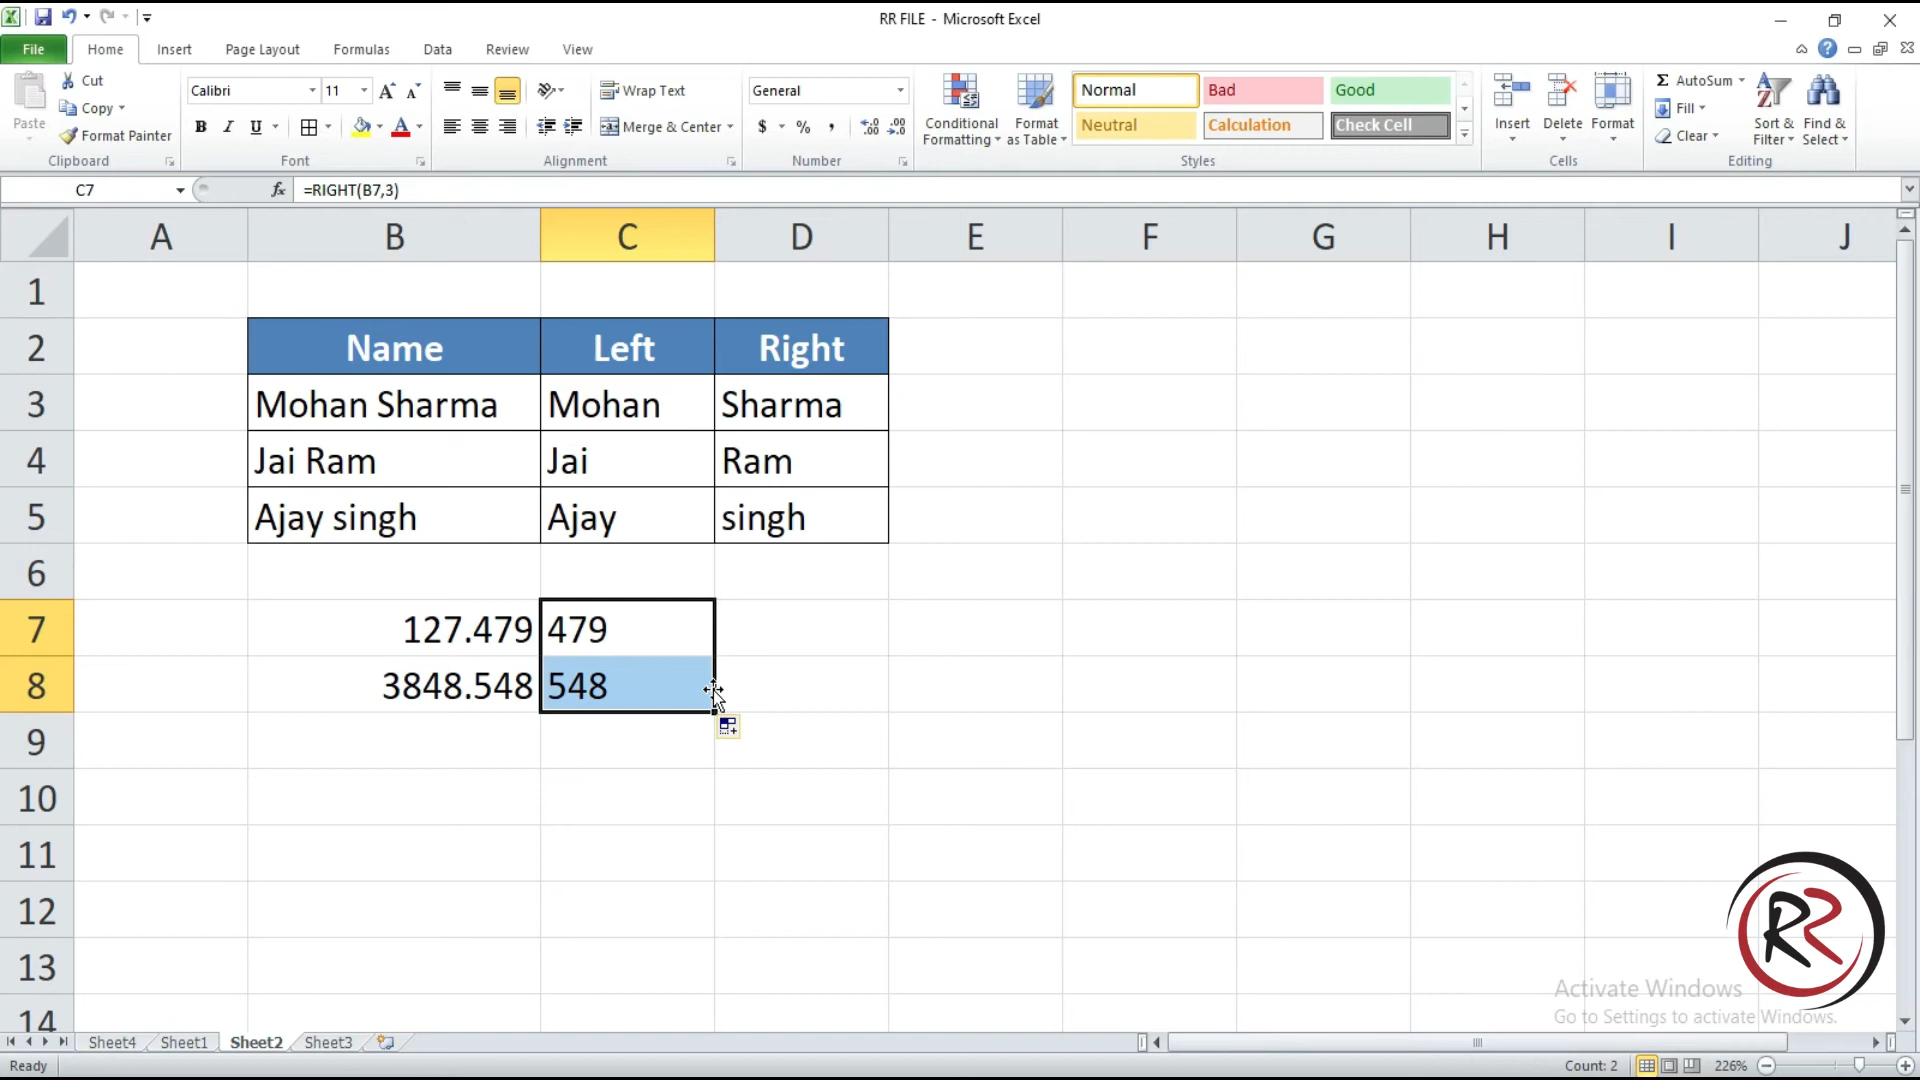 RR FILE - Microsoft Excel
File Home Insert Page Layout Formulas Data Review View
Paste Cut Copy Format Painter Clipboard
Calibri 11 B I U Font
Wrap Text Merge & Center Alignment
General $ % , Number
Conditional Formatting Format as Table
Normal Bad Good
Neutral Calculation Check Cell
Styles
Insert Delete Format Cells
Σ AutoSum Fill Clear Sort & Filter Find & Select Editing
C7 fx =RIGHT(B7,3)
A B C D E F G H I J
1
2 Name Left Right
3 Mohan Sharma Mohan Sharma
4 Jai Ram Jai Ram
5 Ajay singh Ajay singh
6
7 127.479 479
8 3848.548 548
9
10
11
12
13
14
RR
Activate Windows
Go to Settings to activate Windows.
Sheet4 Sheet1 Sheet2 Sheet3
Ready Count: 2 226%